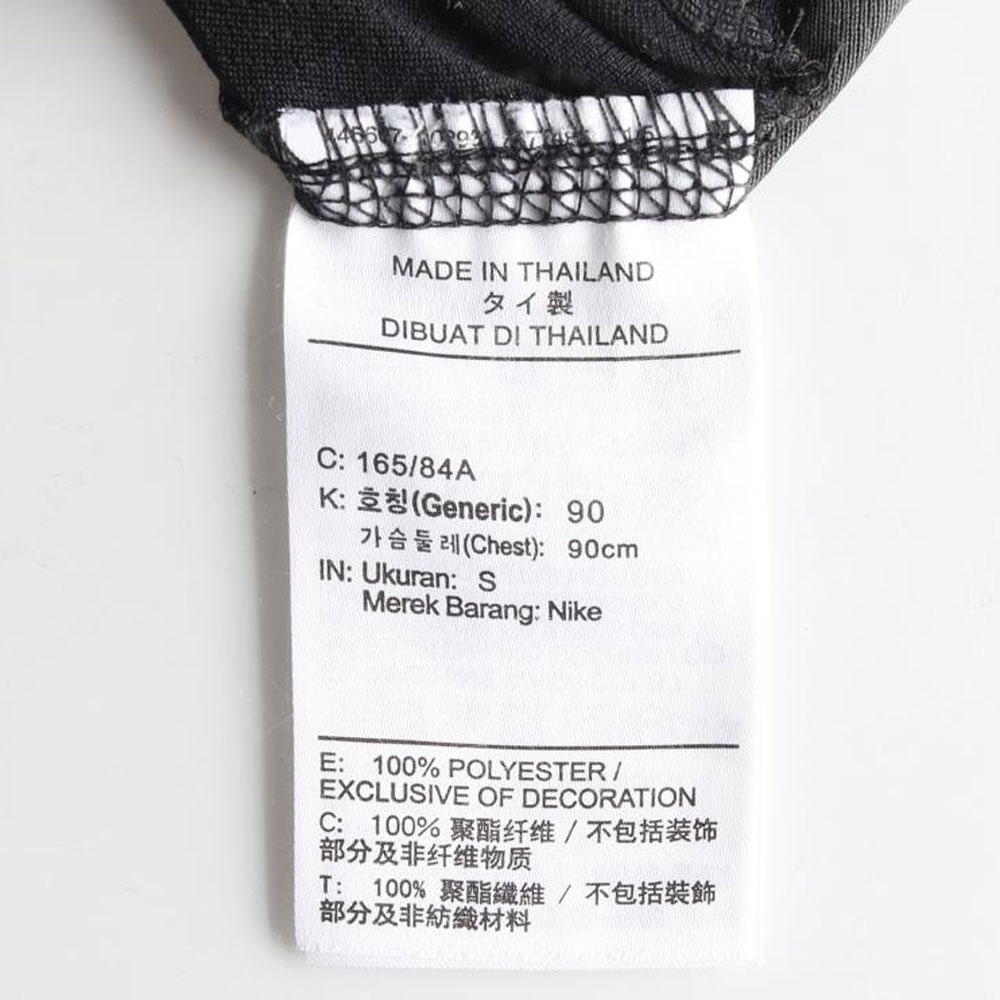 MADE IN THAILAND
タイ製
DIBUAT DI THAILAND
C: 165/84A
K: 호칭(Generic): 90
가슴둘레(Chest): 90cm
IN: Ukuran: S
Merek Barang: Nike
E: 100% POLYESTER /
EXCLUSIVE OF DECORATION
C: 100% 聚酯纤维 / 不包括装饰
部分及非纤维物质
T: 100% 聚酯纖維 / 不包括裝飾
部分及非紡織材料